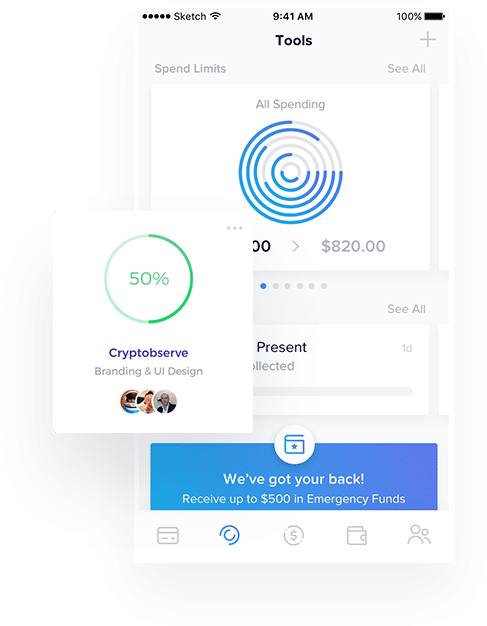 Sketch 9:41 AM 100%
Tools
Spend Limits See All
All Spending
00 $820.00
50%
See All
Cryptobserve
Present 1d
Branding & UI Design
ollected
We've got your back!
Receive up to $500 in Emergency Funds